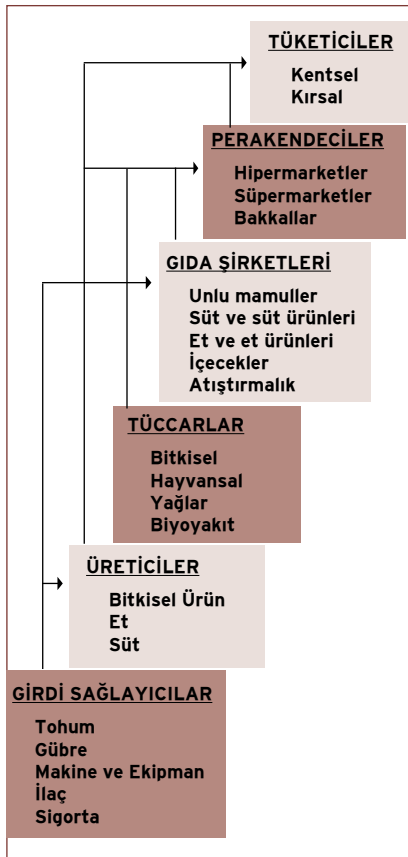 TÜKETİCİLER
Kentsel
Kırsal
PERAKENDECİLER
Hipermarketler
Süpermarketler
Bakkallar
GIDA ŞİRKETLERİ
Unlu mamuller
Süt ve süt ürünleri
Et ve et ürünleri
İçecekler
Atıştırmalık
TÜCCARLAR
Bitkisel
Hayvansal
Yağlar
Biyoyakıt
ÜRETİCİLER
Bitkisel Ürün
Et
Süt
GİRDİ SAĞLAYICILAR
Tohum
Gübre
Makine ve Ekipman
İlaç
Sigorta